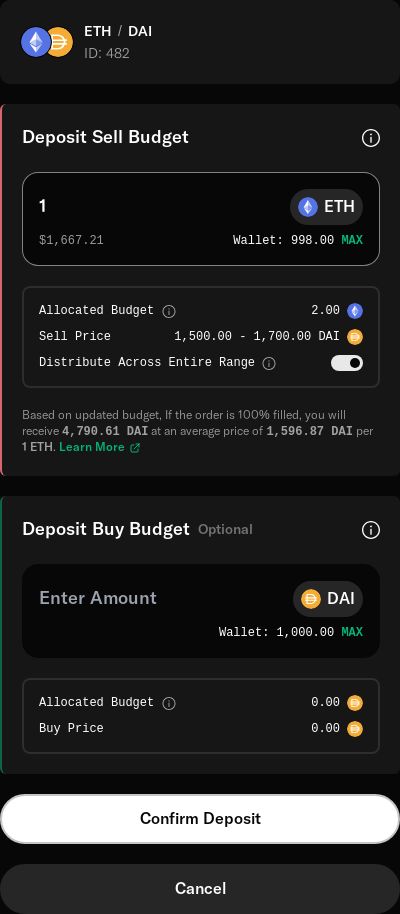 ETH / DAI
ID: 482
Deposit Sell Budget
1 ETH
$1,667.21 Wallet: 998.00 MAX
Allocated Budget 2.00
Sell Price 1,500.00 - 1,700.00 DAI
Distribute Across Entire Range
Based on updated budget, If the order is 100% filled, you will
receive 4,790.61 DAI at an average price of 1,596.87 DAI per
1 ETH. Learn More
Deposit Buy Budget Optional
Enter Amount DAI
Wallet: 1,000.00 MAX
Allocated Budget 0.00
Buy Price 0.00
Confirm Deposit
Cancel